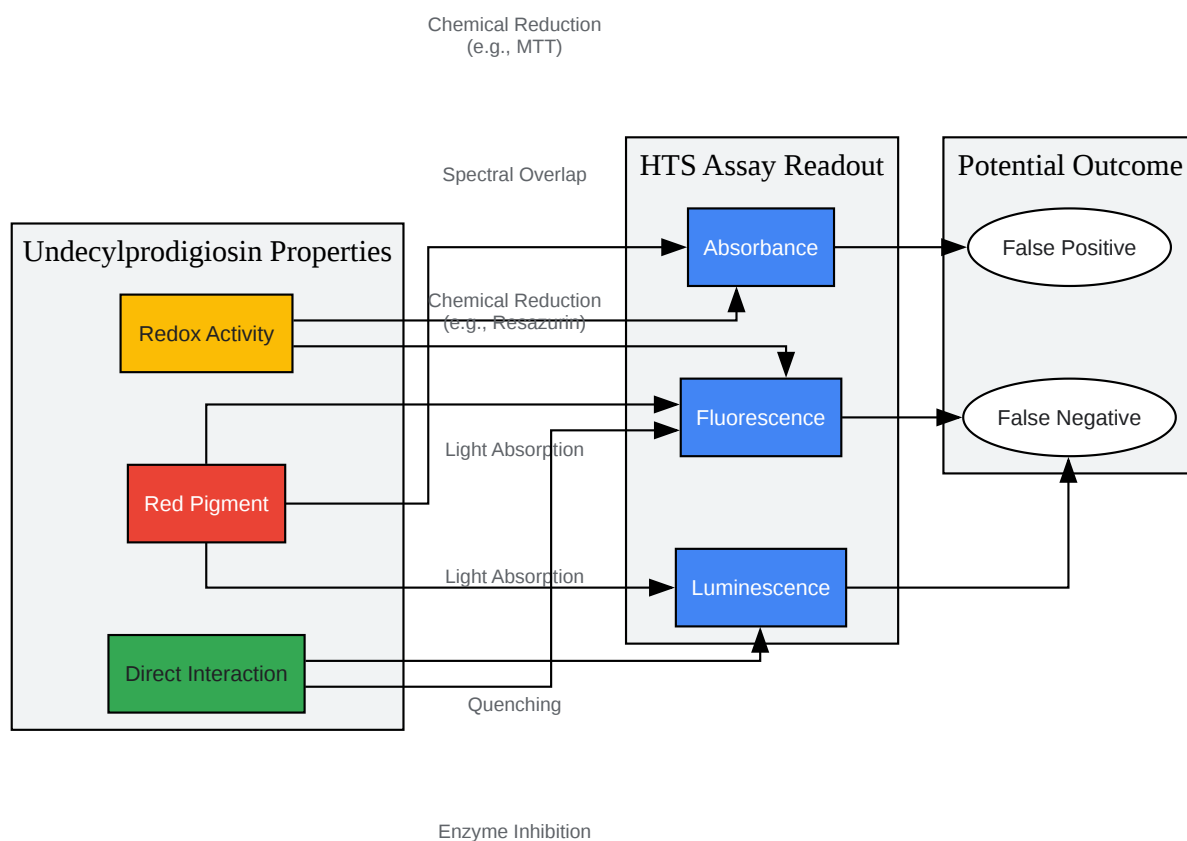 Chemical Reduction
(e.g., MTT)
Spectral Overlap
HTS Assay Readout
Potential Outcome
Undecylprodigiosin Properties
Absorbance
False Positive
Redox Activity
Chemical Reduction
(e.g., Resazurin)
Fluorescence
False Negative
Light Absorption
Red Pigment
Light Absorption
Luminescence
Direct Interaction
Quenching
Enzyme Inhibition